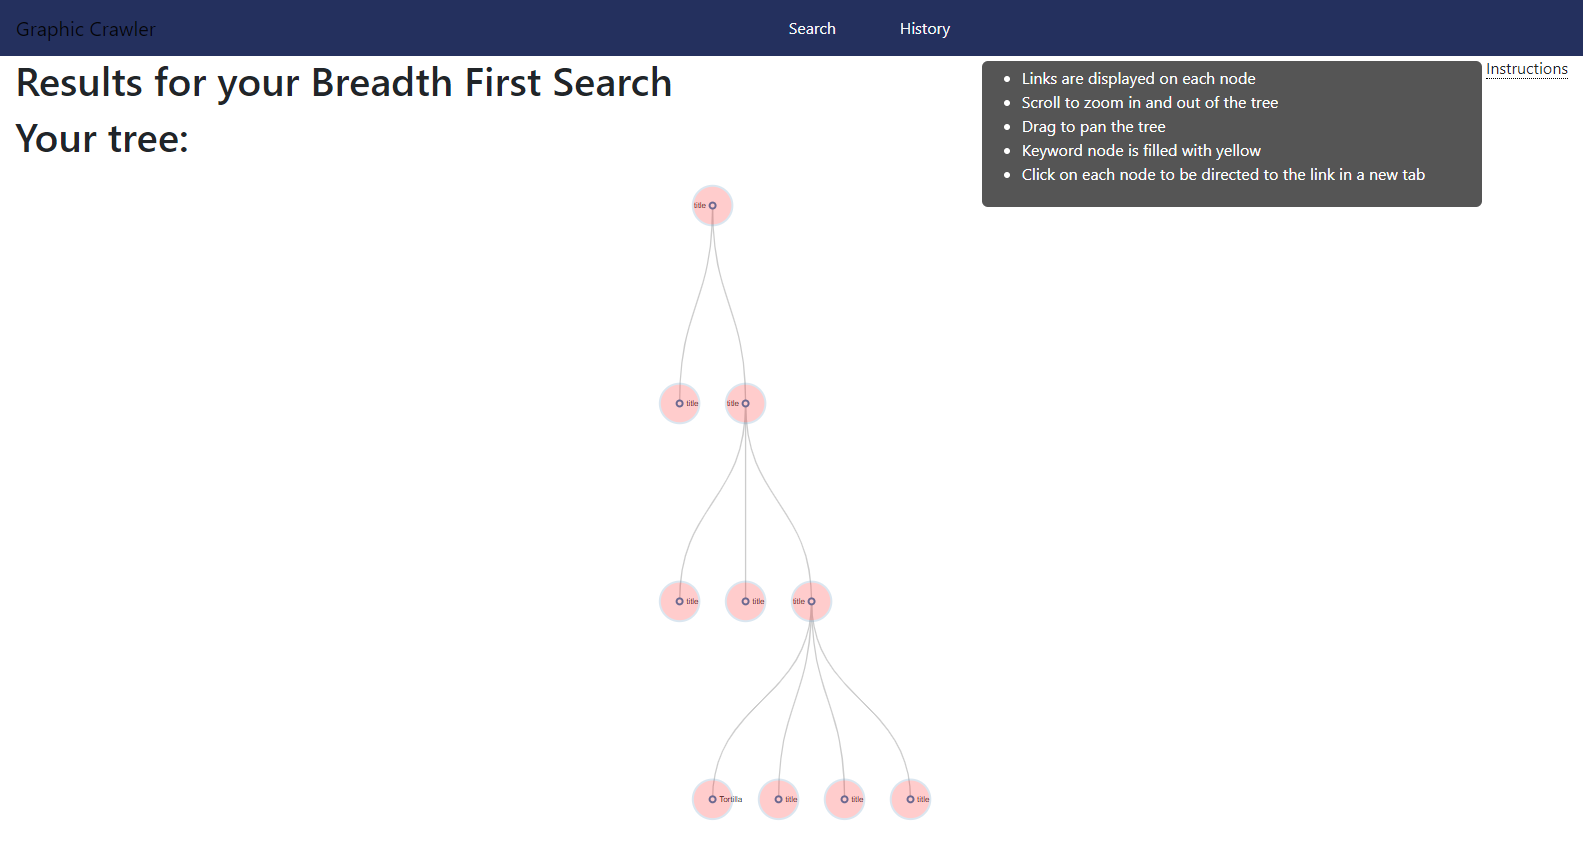 Graphic Crawler
Search
History
Results for your Breadth First Search
Instructions
• Links are displayed on each node
• Scroll to zoom in and out of the tree
• Drag to pan the tree
• Keyword node is filled with yellow
• Click on each node to be directed to the link in a new tab
Your tree:
title
title
title
title
title
title
Tortilla
title
title
title